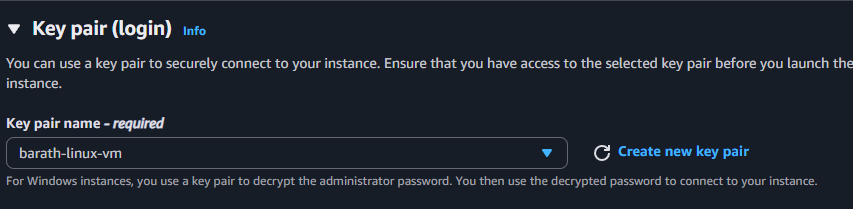 Key pair (login) Info
You can use a key pair to securely connect to your instance. Ensure that you have access to the selected key pair before you launch the
instance.
Key pair name - required
barath-linux-vm
Create new key pair
For Windows instances, you use a key pair to decrypt the administrator password. You then use the decrypted password to connect to your instance.